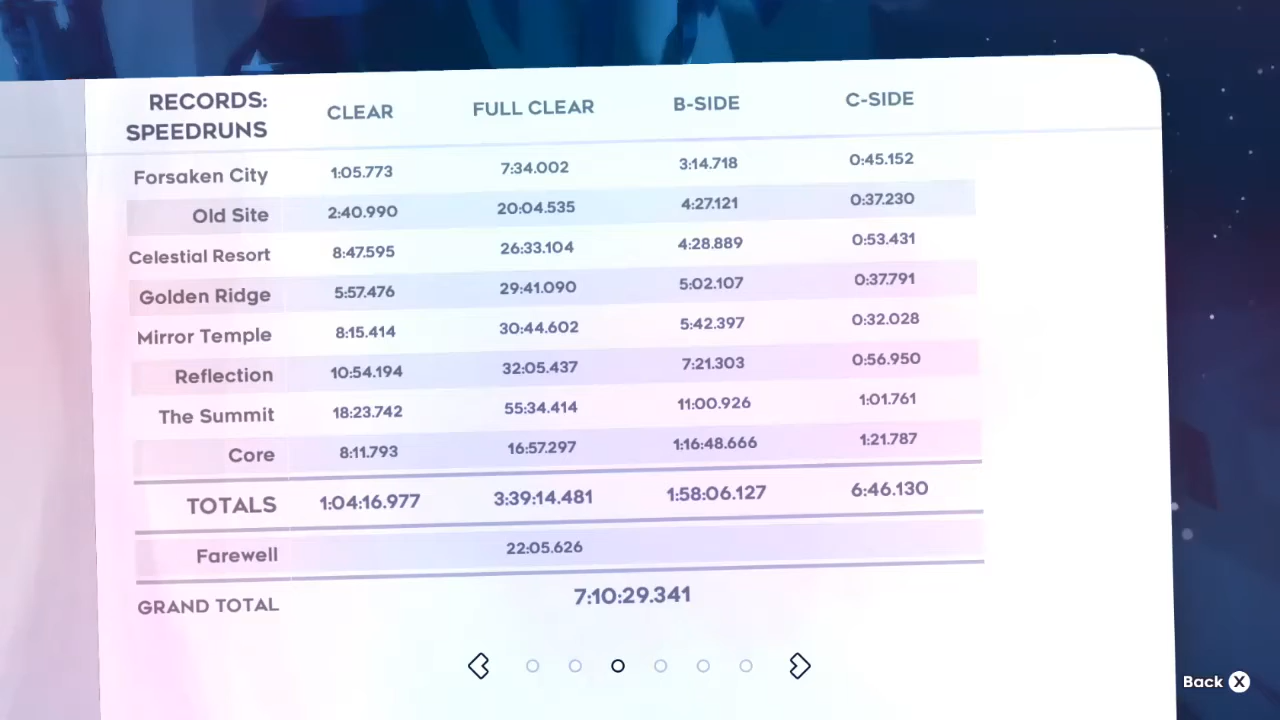 RECORDS: SPEEDRUNS CLEAR FULL CLEAR B-SIDE C-SIDE
Forsaken City 1:05.773 7:34.002 3:14.718 0:45.152
Old Site 2:40.990 20:04.535 4:27.121 0:37.230
Celestial Resort 8:47.595 26:33.104 4:28.889 0:53.431
Golden Ridge 5:57.476 29:41.090 5:02.107 0:37.791
Mirror Temple 8:15.414 30:44.602 5:42.397 0:32.028
Reflection 10:54.194 32:05.437 7:21.303 0:56.950
The Summit 18:23.742 55:34.414 11:00.926 1:01.761
Core 8:11.793 16:57.297 1:16:48.666 1:21.787
TOTALS 1:04:16.977 3:39:14.481 1:58:06.127 6:46.130
Farewell 22:05.626
GRAND TOTAL 7:10:29.341
Back X